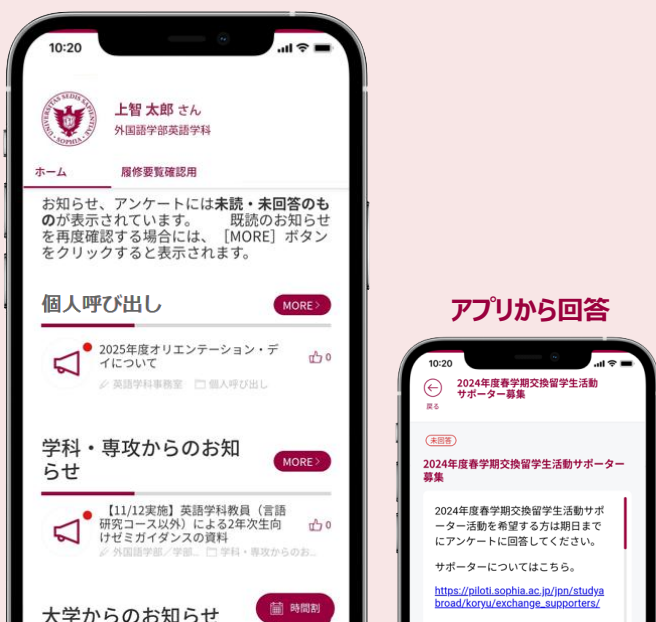 10:20
UNIVERSITAS SEDIS SAPIENTIAE
SOPHIA
上智 太郎 さん
外国語学部英語学科
ホーム
履修要覧確認用
お知らせ、アンケートには未読・未回答のも
のが表示されています。 既読のお知らせ
を再度確認する場合には、［MORE］ボタン
をクリックすると表示されます。
個人呼び出し
MORE >
2025年度オリエンテーション・デ
イについて
0
英語学科事務室 個人呼び出し
学科・専攻からのお知
らせ
MORE >
【11/12実施】英語学科教員（言語
研究コース以外）による2年次生向
けゼミガイダンスの資料
0
外国語学部／学部… 学科・専攻からのお…
大学からのお知らせ
時間割
アプリから回答
10:20
戻る
2024年度春学期交換留学生活動
サポーター募集
未回答
2024年度春学期交換留学生活動サポーター
募集
2024年度春学期交換留学生活動サポ
ーター活動を希望する方は期日まで
にアンケートに回答してください。
サポーターについてはこちら。
https://piloti.sophia.ac.jp/jpn/studya
broad/koryu/exchange_supporters/